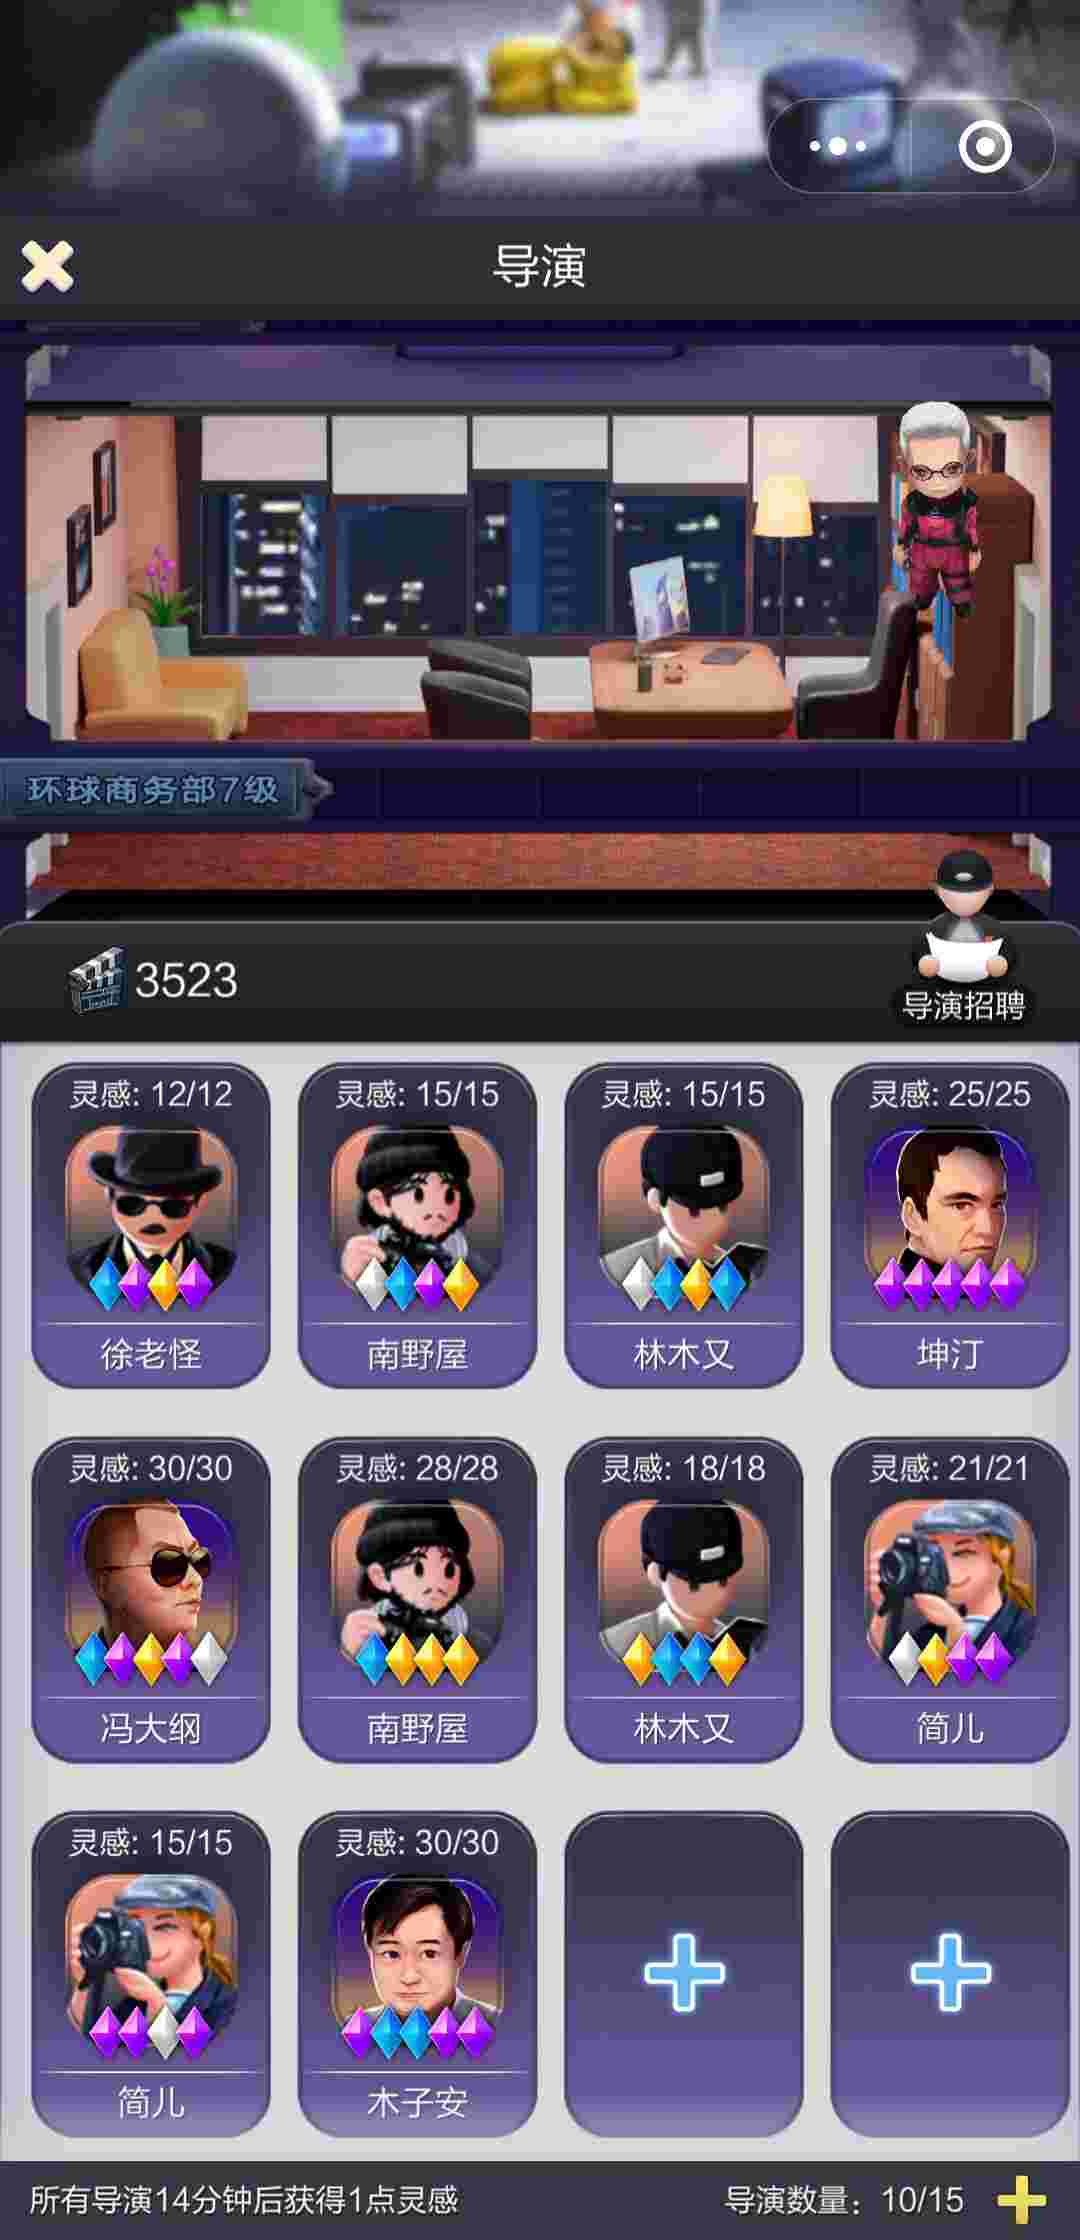 导演
环球商务部7级
3523
导演招聘
灵感: 12/12
灵感: 15/15
灵感: 15/15
灵感: 25/25
徐老怪
南野屋
林木又
坤汀
灵感: 30/30
灵感: 28/28
灵感: 18/18
灵感: 21/21
冯大纲
南野屋
林木又
简儿
灵感: 15/15
灵感: 30/30
简儿
木子安
所有导演14分钟后获得1点灵感
导演数量：10/15